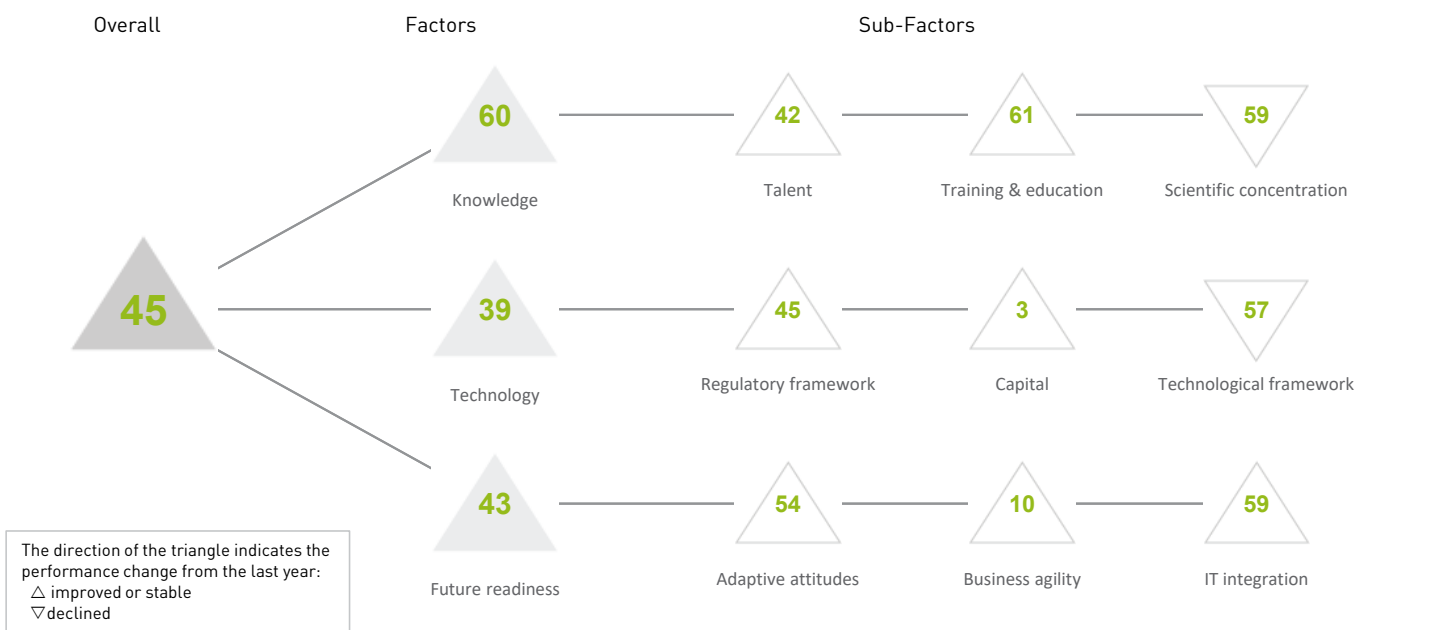 Overall Factors Sub-Factors
60 42 61 59
Knowledge Talent Training & education Scientific concentration
45 39 45 3 57
Technology Regulatory framework Capital Technological framework
43 54 10 59
Future readiness Adaptive attitudes Business agility IT integration
The direction of the triangle indicates the
performance change from the last year:
△ improved or stable
▽ declined